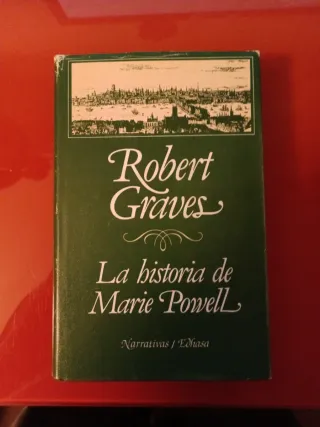 Robert
Graves
La historia de
Marie Powell
Narrativas / Edhasa